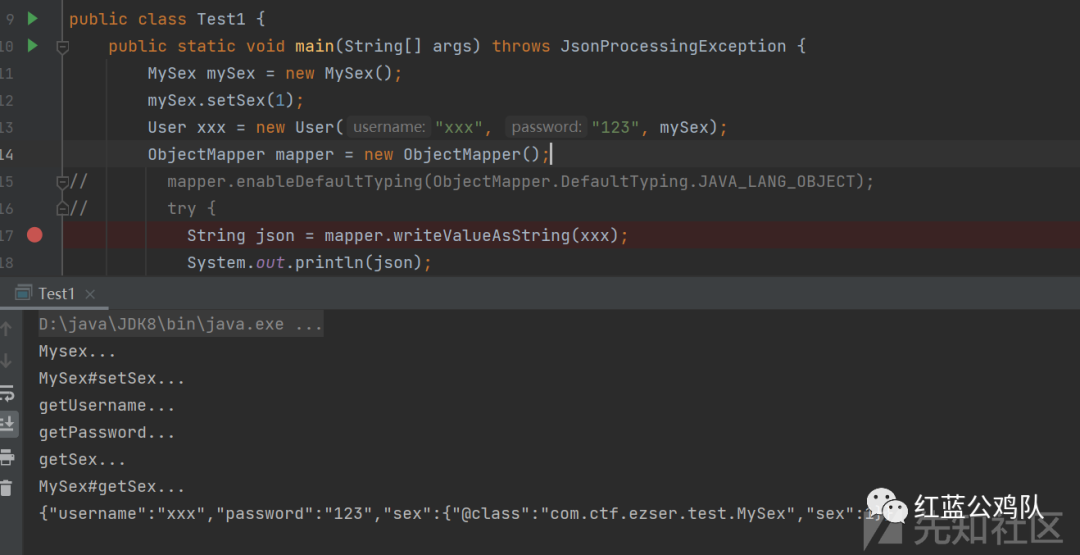 9 public class Test1 {
10 public static void main(String[] args) throws JsonProcessingException {
11 MySex mySex = new MySex();
12 mySex.setSex(1);
13 User xxx = new User( username: "xxx", password: "123", mySex);
14 ObjectMapper mapper = new ObjectMapper();
15 // mapper.enableDefaultTyping(ObjectMapper.DefaultTyping.JAVA_LANG_OBJECT);
16 // try {
17 String json = mapper.writeValueAsString(xxx);
18 System.out.println(json);
Test1 ×
D:\java\JDK8\bin\java.exe ...
Mysex...
MySex#setSex...
getUsername...
getPassword...
getSex...
MySex#getSex...
{"username":"xxx","password":"123","sex":{"@class":"com.ctf.ezser.test.MySex","sex":
红蓝公鸡队
先知社区